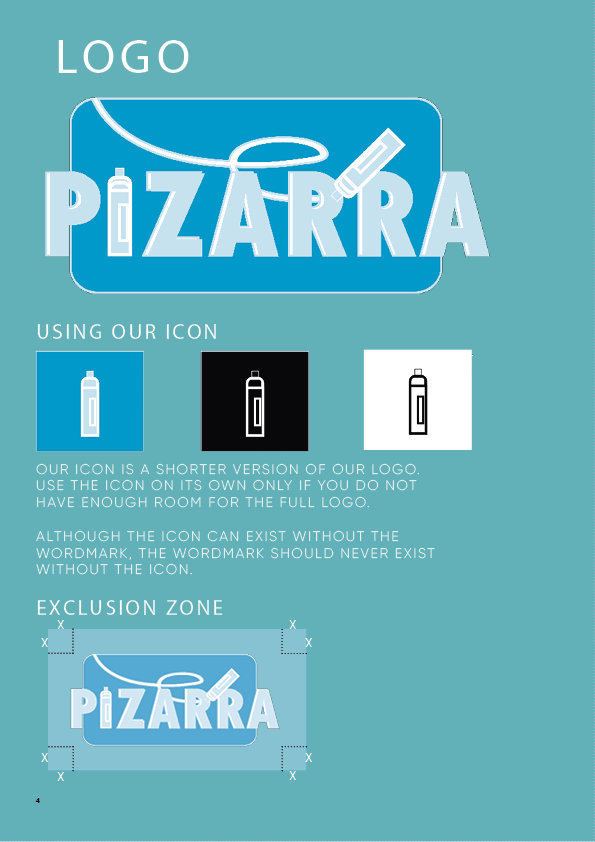 LOGO
PIZARRA
USING OUR ICON
OUR ICON IS A SHORTER VERSION OF OUR LOGO.
USE THE ICON ON ITS OWN ONLY IF YOU DO NOT
HAVE ENOUGH ROOM FOR THE FULL LOGO.
ALTHOUGH THE ICON CAN EXIST WITHOUT THE
WORDMARK, THE WORDMARK SHOULD NEVER EXIST
WITHOUT THE ICON.
EXCLUSION ZONE
X X
X X
PIZARRA
X X
X X
4